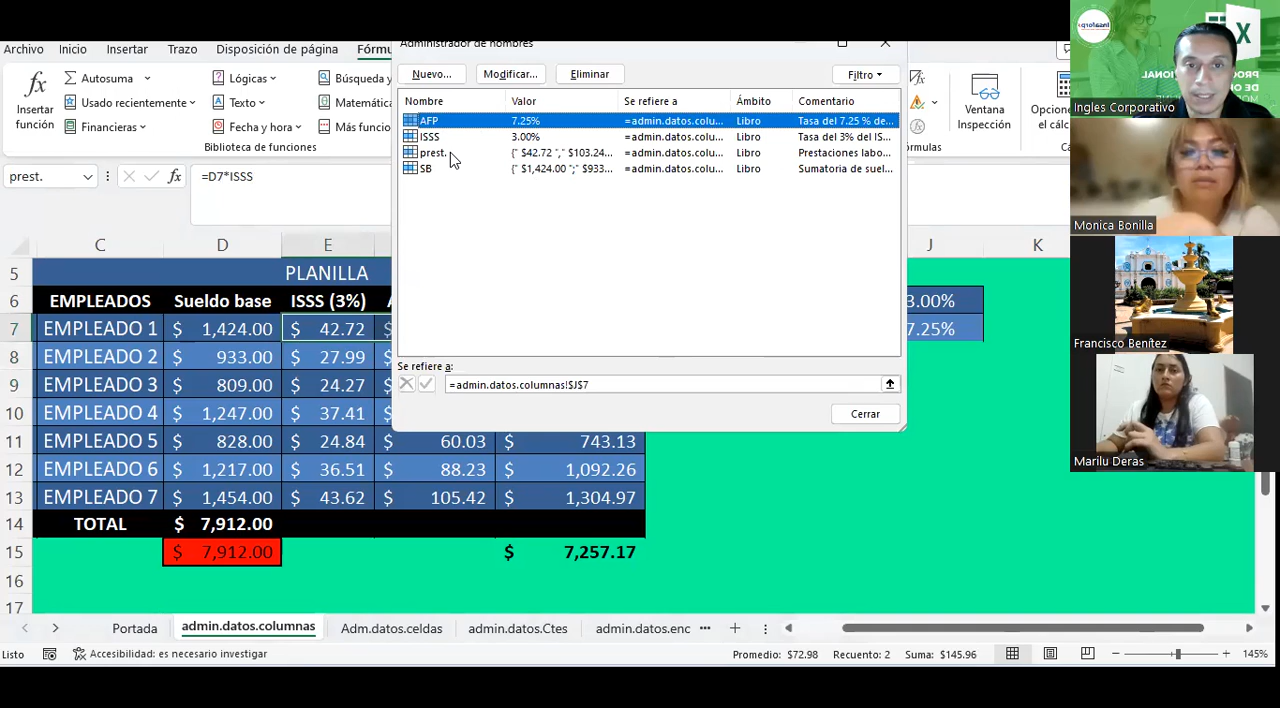 Archivo Inicio Insertar Trazo Disposición de página Fórmu
Administrador de nombres
Insertar función
Autosuma
Usado recientemente
Financieras
Lógicas
Texto
Fecha y hora
Búsqueda y
Matemática
Biblioteca de funciones
Ventana Inspección
Opcione
el cálc
órmulas
Nuevo... Modificar... Eliminar Filtro
Nombre Valor Se refiere a Ámbito Comentario
AFP 7.25% =admin.datos.colu... Libro Tasa del 7.25 % de...
ISSS 3.00% =admin.datos.colu... Libro Tasa del 3% del IS...
prest. {" $42.72 "," $103.24... =admin.datos.colu... Libro Prestaciones labo...
SB {" $1,424.00 ";" $933... =admin.datos.colu... Libro Sumatoria de suel...
Se refiere a:
=admin.datos.columnas!$J$7
Cerrar
prest. fx =D7*ISSS
C D E J K
5 PLANILLA
6 EMPLEADOS Sueldo base ISSS (3%) 3.00%
7 EMPLEADO 1 $ 1,424.00 $ 42.72 $ 7.25%
8 EMPLEADO 2 $ 933.00 $ 27.99 $
9 EMPLEADO 3 $ 809.00 $ 24.27 $
10 EMPLEADO 4 $ 1,247.00 $ 37.41 $
11 EMPLEADO 5 $ 828.00 $ 24.84 $ 60.03 $ 743.13
12 EMPLEADO 6 $ 1,217.00 $ 36.51 $ 88.23 $ 1,092.26
13 EMPLEADO 7 $ 1,454.00 $ 43.62 $ 105.42 $ 1,304.97
14 TOTAL $ 7,912.00
15 $ 7,912.00 $ 7,257.17
16
17
Portada admin.datos.columnas Adm.datos.celdas admin.datos.Ctes admin.datos.enc
Listo Accesibilidad: es necesario investigar Promedio: $72.98 Recuento: 2 Suma: $145.96 145%
Insaforp
X
Ingles Corporativo
Monica Bonilla
Francisco Benítez
Marilu Deras